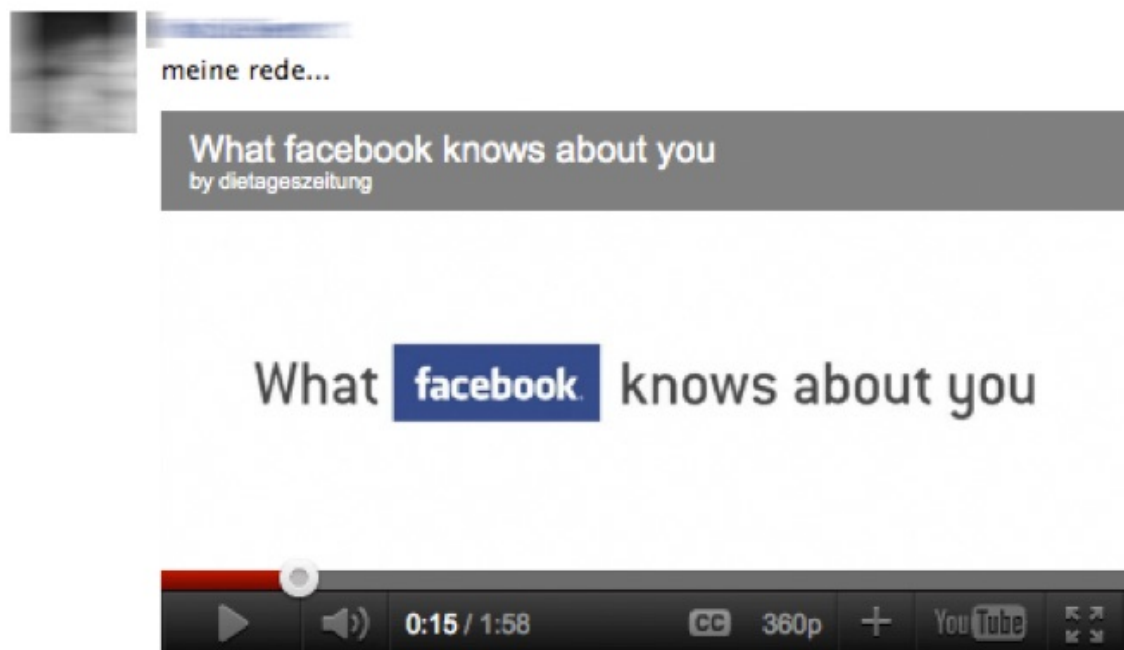 meine rede...
What facebook knows about you
by dietageszeitung
What facebook knows about you
0:15 / 1:58 CC 360p YouTube